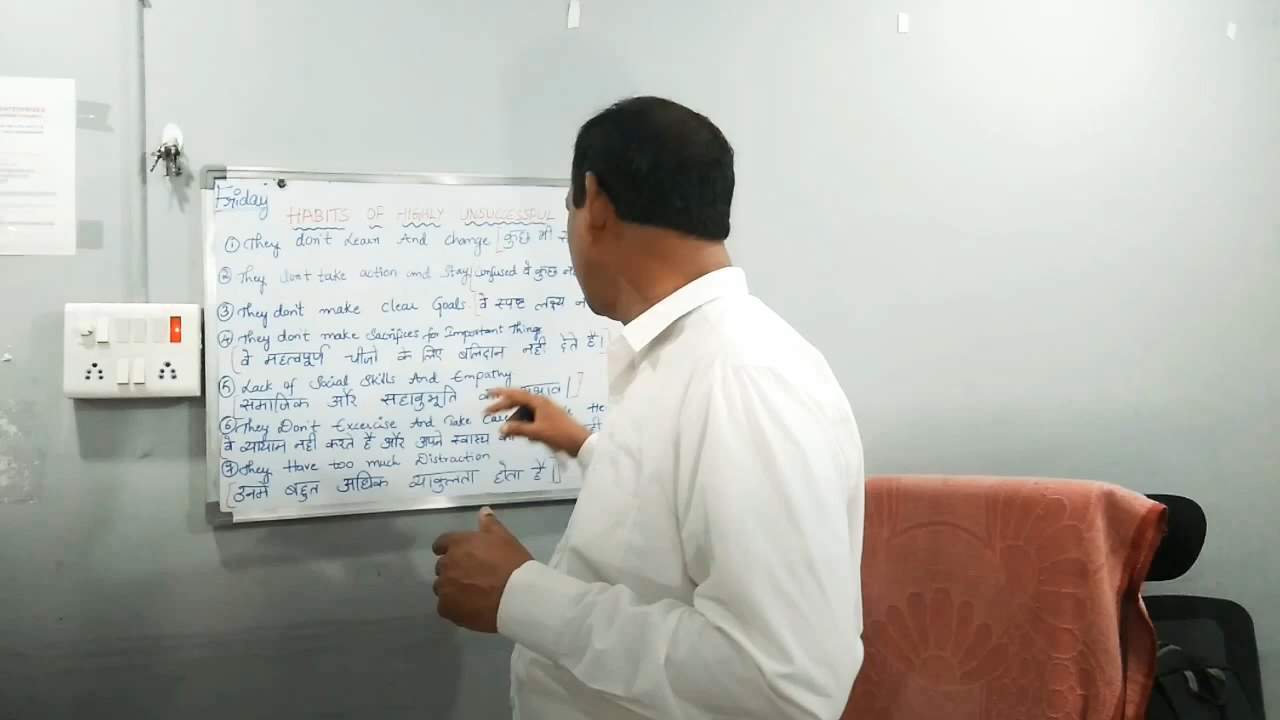 ENTERPRISES
Friday
HABITS OF HIGHLY UNSUCCESSFUL
① They don't Learn And change [कुछ भी
② They don't take action and stay confused [वे कुछ
③ They don't make clear Goals [वे स्पष्ट लक्ष्य
④ They don't make Sacrifices for Important Things
[वे महत्वपूर्ण चीजो के लिए बलिदान नही देते है]
⑤ Lack of Social Skills And Empathy
[समाजिक और सहानुभूति
⑥ They Don't Excercise And Take Care
वे व्यायान नही करते है और अपने स्वास्थ्य
⑦ They Have too much Distraction
[उनमे बहुत अधिक व्याकुलता होता है]